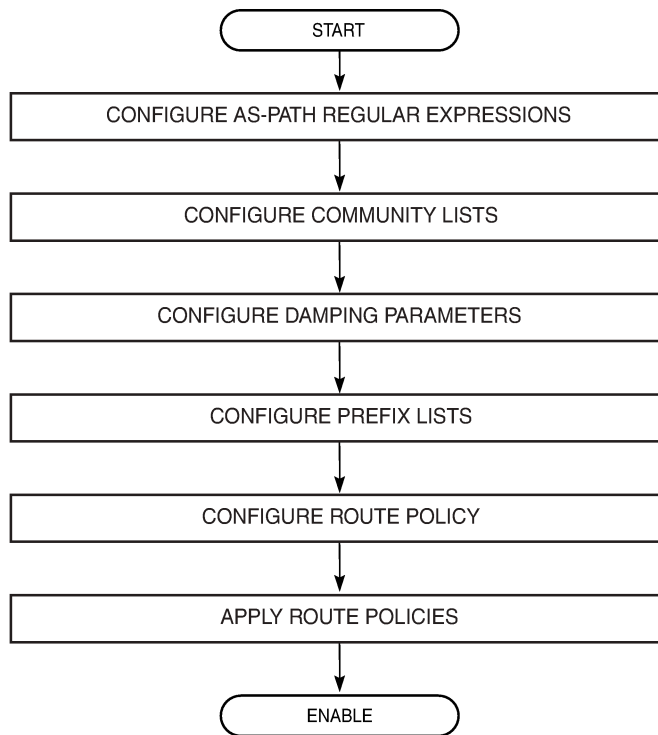 START
CONFIGURE AS-PATH REGULAR EXPRESSIONS
CONFIGURE COMMUNITY LISTS
CONFIGURE DAMPING PARAMETERS
CONFIGURE PREFIX LISTS
CONFIGURE ROUTE POLICY
APPLY ROUTE POLICIES
ENABLE